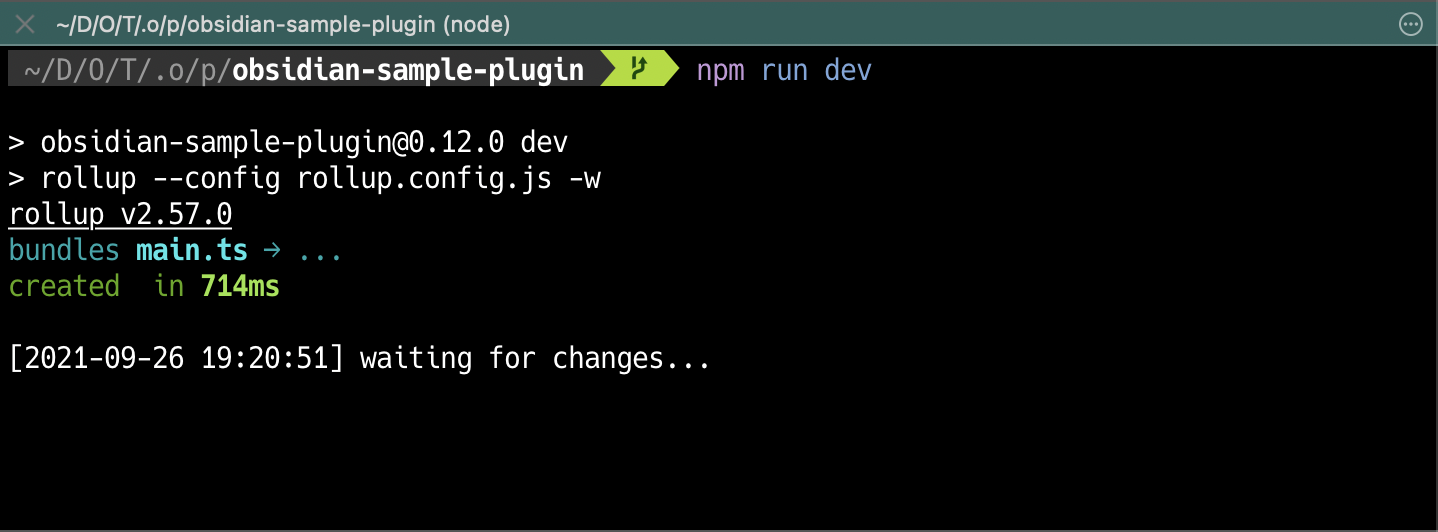 ~/D/O/T/.o/p/obsidian-sample-plugin (node)
~/D/O/T/.o/p/obsidian-sample-plugin npm run dev
> obsidian-sample-plugin@0.12.0 dev
> rollup --config rollup.config.js -w
rollup v2.57.0
bundles main.ts → ...
created  in 714ms
[2021-09-26 19:20:51] waiting for changes...